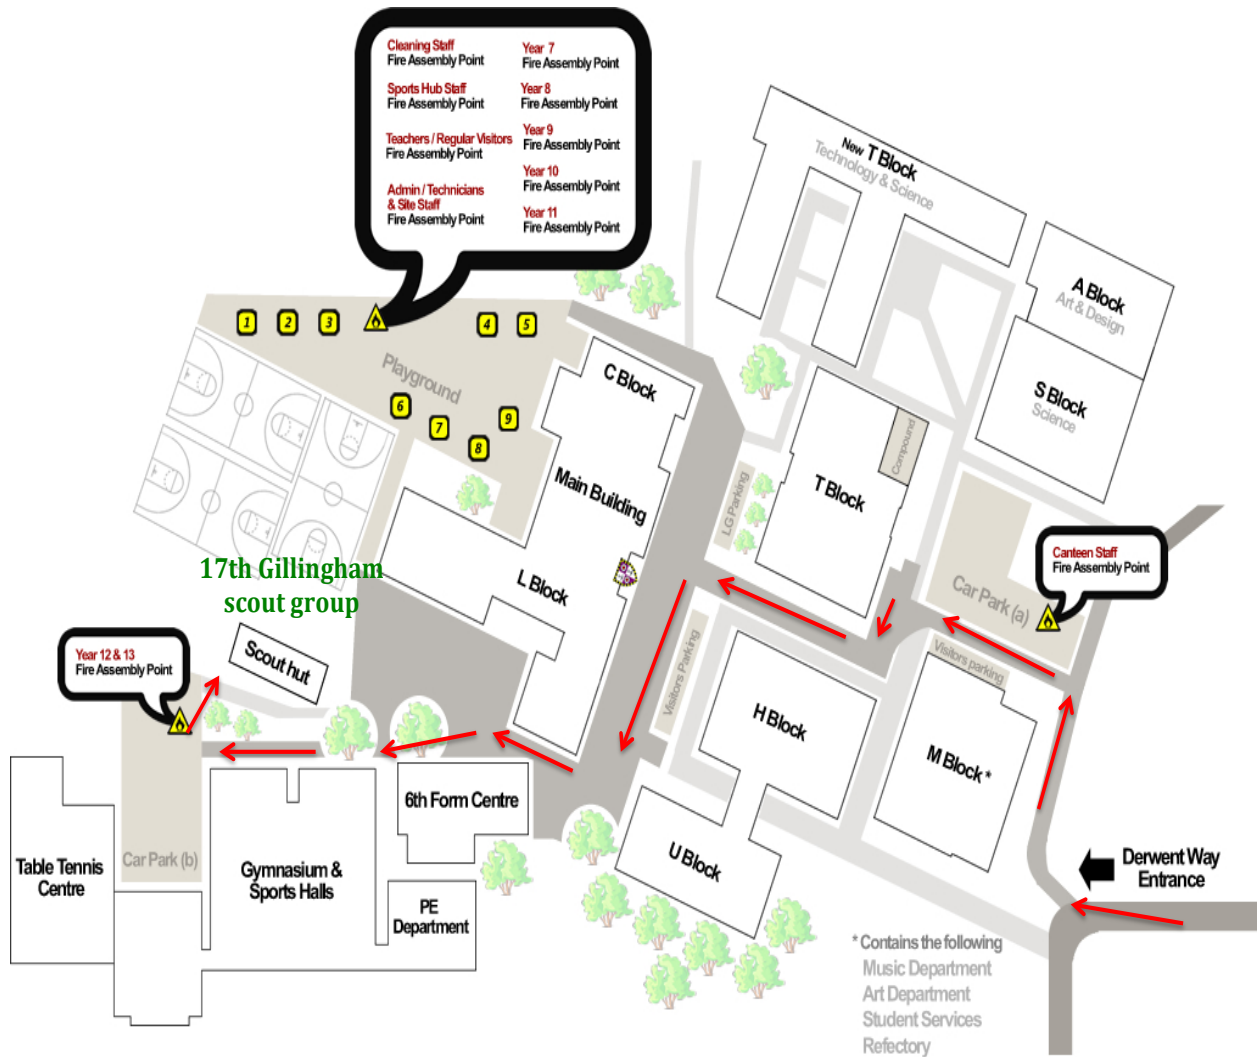 Cleaning Staff
Fire Assembly Point
Sports Hub Staff
Fire Assembly Point
Teachers / Regular Visitors
Fire Assembly Point
Admin / Technicians
& Site Staff
Fire Assembly Point
Year 7
Fire Assembly Point
Year 8
Fire Assembly Point
Year 9
Fire Assembly Point
Year 10
Fire Assembly Point
Year 11
Fire Assembly Point
New T Block
Technology & Science
A Block
Art & Design
S Block
Science
1
2
3
4
5
Playground
6
7
8
9
C Block
Main Building
L Block
Compound
T Block
LG Parking
Car Park (a)
Canteen Staff
Fire Assembly Point
17th Gillingham
scout group
Scout hut
Year 12 & 13
Fire Assembly Point
Visitors Parking
Visitors parking
H Block
M Block *
U Block
6th Form Centre
Table Tennis
Centre
Car Park (b)
Gymnasium &
Sports Halls
PE
Department
Derwent Way
Entrance
* Contains the following
Music Department
Art Department
Student Services
Refectory